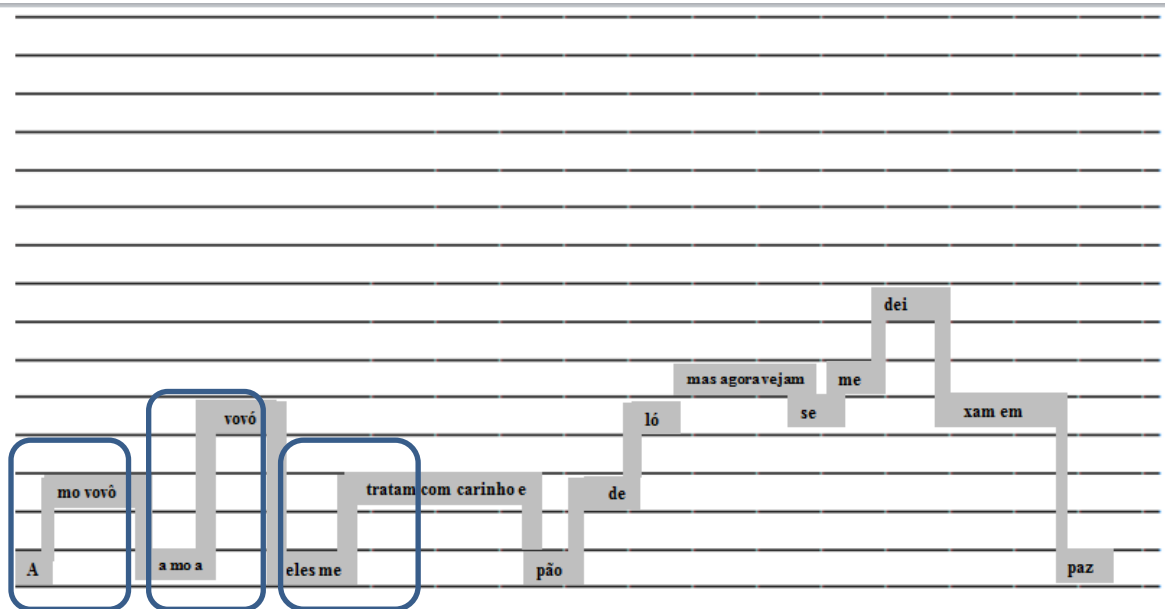 A
mo vovô
a mo a
vovó
eles me
tratam com carinho e
pão
de
ló
mas agora vejam
se
me
dei
xam em
paz